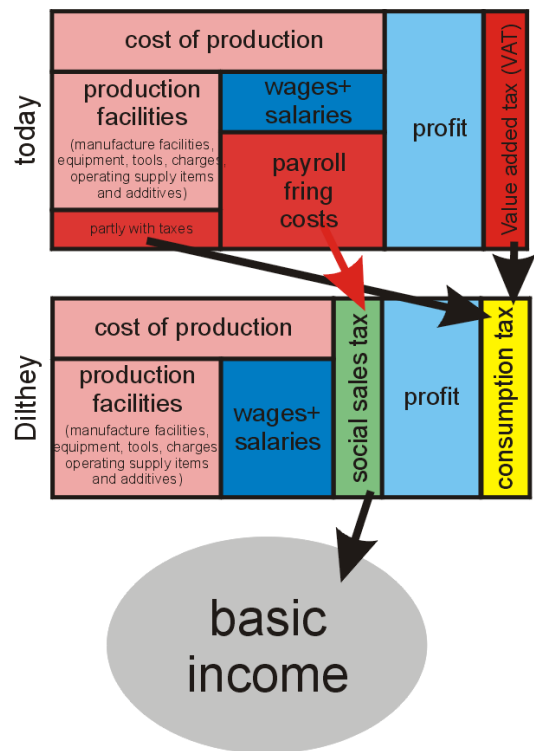 today
cost of production
production
facilities
(manufacture facilities,
equipment, tools, charges,
operating supply items
and additives)
partly with taxes
wages+
salaries
payroll
fring
costs
profit
Value added tax (VAT)
Dilthey
cost of production
production
facilities
(manufacture facilities,
equipment, tools, charges,
operating supply items
and additives)
wages+
salaries
social sales tax
profit
consumption tax
basic
income